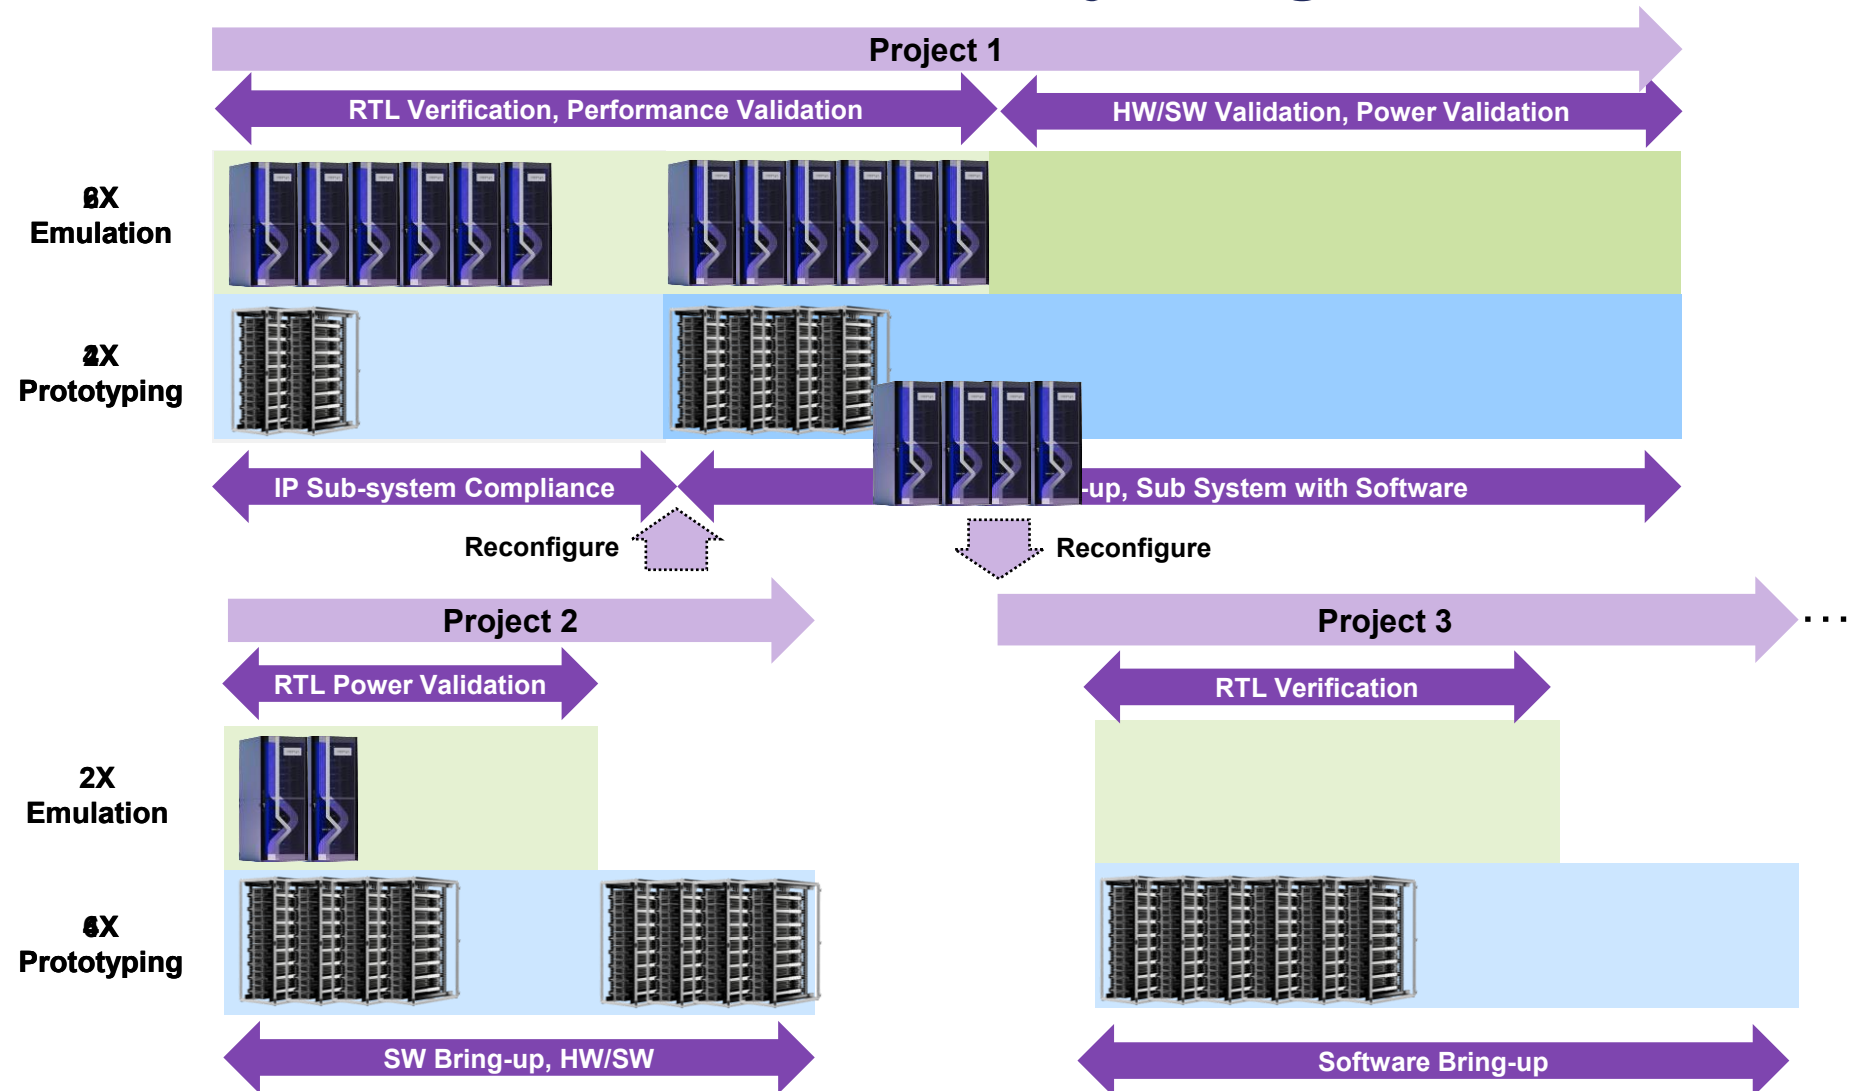 Project 1
RTL Verification, Performance Validation
HW/SW Validation, Power Validation
Emulation
Prototyping
IP Sub-system Compliance
-up, Sub System with Software
Reconfigure
Reconfigure
Project 2
Project 3
. . .
RTL Power Validation
RTL Verification
2X
Emulation
Prototyping
SW Bring-up, HW/SW
Software Bring-up